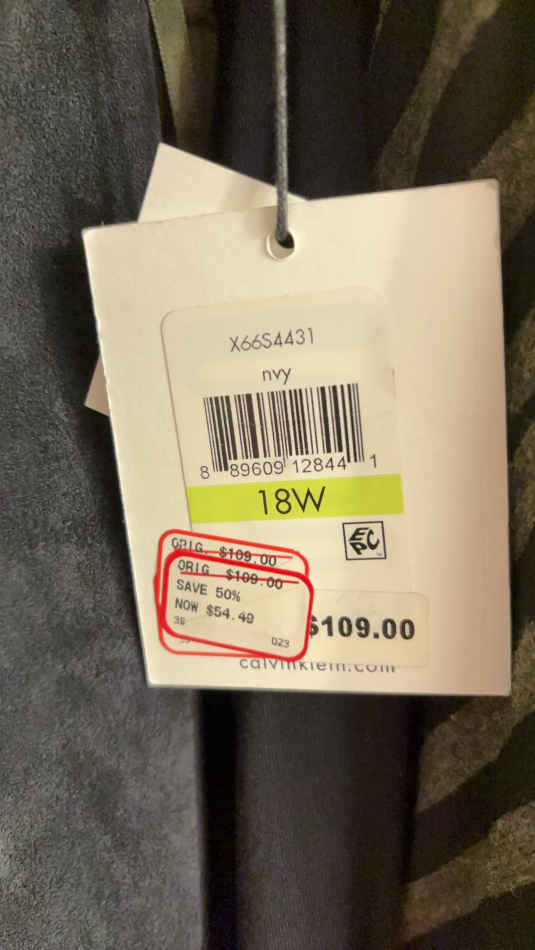 X66S4431
nvy
8 89609 12844 1
18W
EPC
ORIG. $109.00
ORIG $109.00
SAVE 50%
NOW $54.49
023
$109.00
calvinklein.com